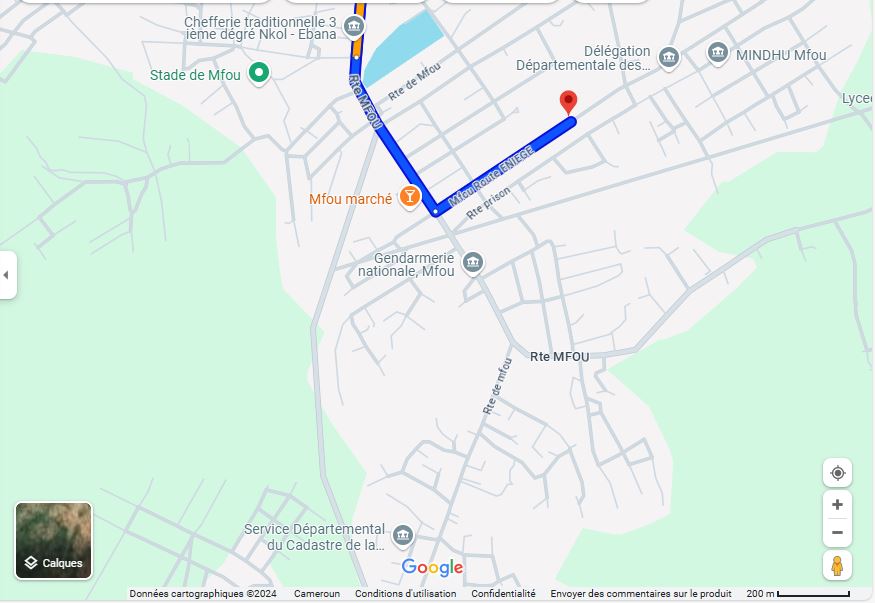 Chefferie traditionnelle 3
ième dégré Nkol - Ebana
Délégation
Départementale des...
MINDHU Mfou
Stade de Mfou
Rte de Mfou
Rte MFOU
Lycée
Mfou Route ENIEGE
Mfou marché
Rte prison
Gendarmerie
nationale, Mfou
Rte MFOU
Rte de mfou
Service Départemental
du Cadastre de la...
Calques
Google
Données cartographiques ©2024 Cameroun Conditions d'utilisation Confidentialité Envoyer des commentaires sur le produit 200 m